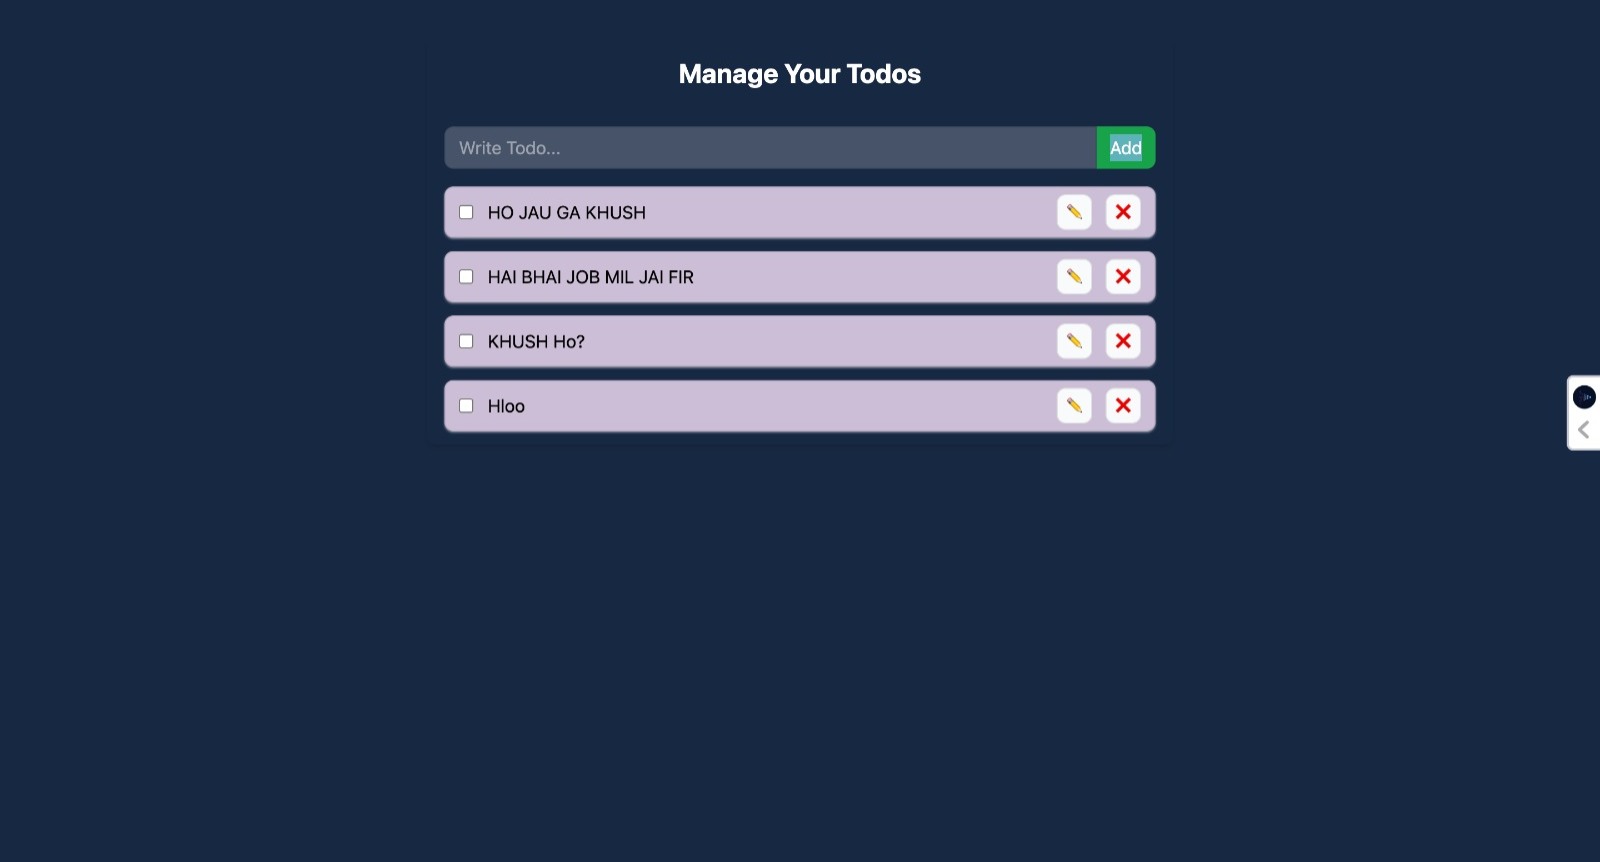 Manage Your Todos
Write Todo...
Add
HO JAU GA KHUSH
HAI BHAI JOB MIL JAI FIR
KHUSH Ho?
Hloo